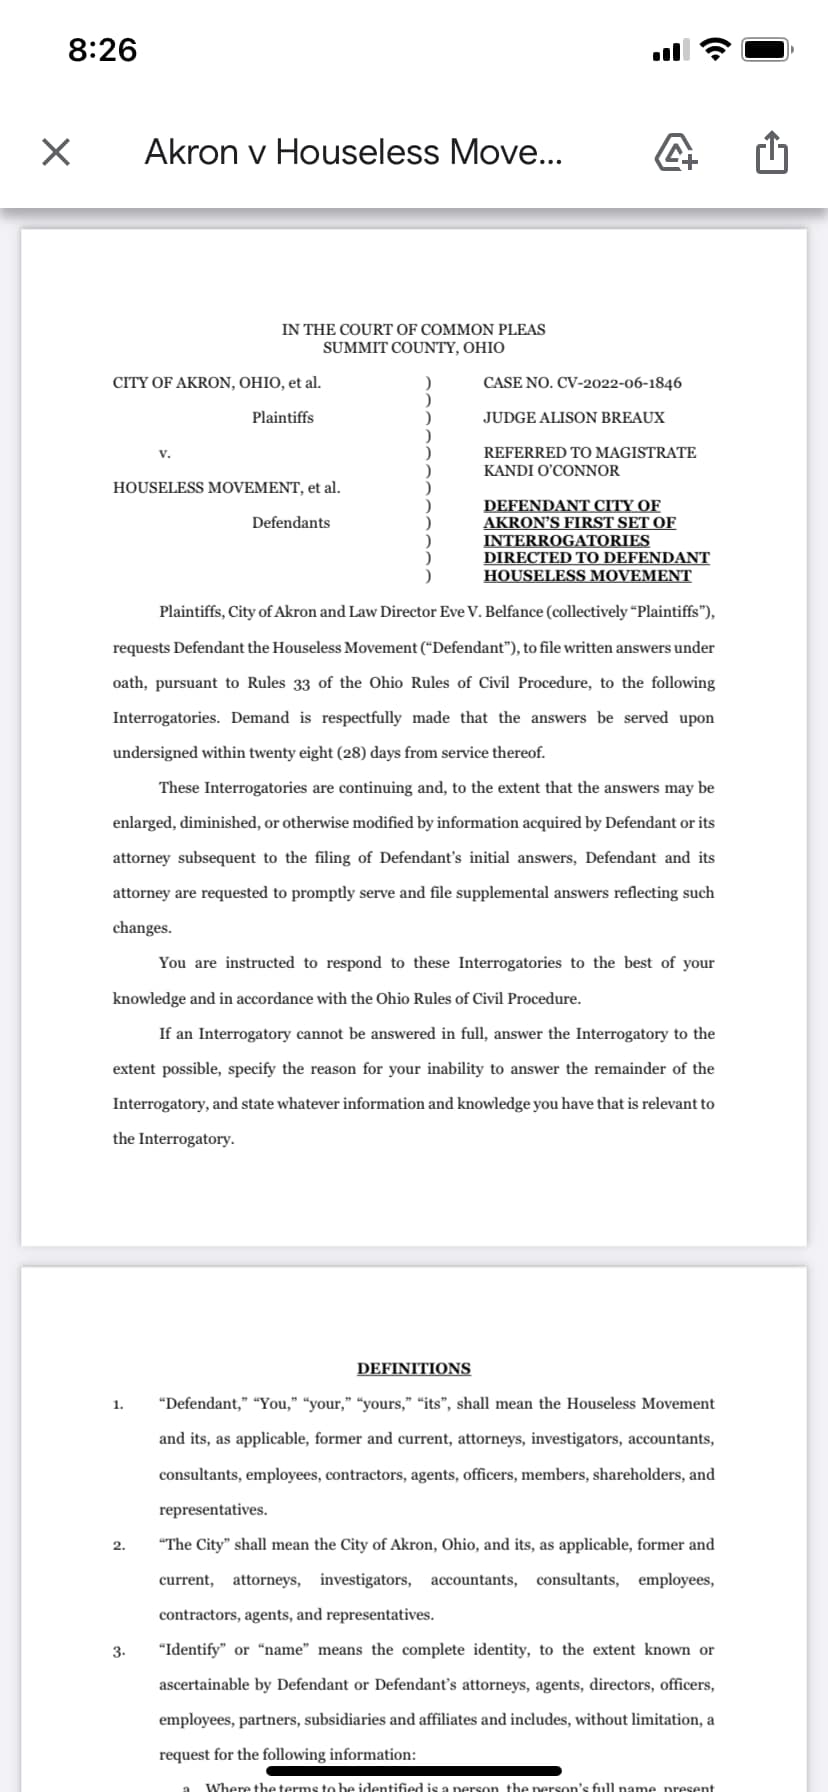 8:26
Akron v Houseless Move...
IN THE COURT OF COMMON PLEAS
SUMMIT COUNTY, OHIO
CITY OF AKRON, OHIO, et al.
Plaintiffs
v.
HOUSELESS MOVEMENT, et al.
Defendants
)
)
)
)
)
)
)
)
)
)
)
)
CASE NO. CV-2022-06-1846
JUDGE ALISON BREAUX
REFERRED TO MAGISTRATE
KANDI O'CONNOR
DEFENDANT CITY OF
AKRON'S FIRST SET OF
INTERROGATORIES
DIRECTED TO DEFENDANT
HOUSELESS MOVEMENT
Plaintiffs, City of Akron and Law Director Eve V. Belfance (collectively “Plaintiffs”),
requests Defendant the Houseless Movement (“Defendant”), to file written answers under
oath, pursuant to Rules 33 of the Ohio Rules of Civil Procedure, to the following
Interrogatories. Demand is respectfully made that the answers be served upon
undersigned within twenty eight (28) days from service thereof.
These Interrogatories are continuing and, to the extent that the answers may be
enlarged, diminished, or otherwise modified by information acquired by Defendant or its
attorney subsequent to the filing of Defendant's initial answers, Defendant and its
attorney are requested to promptly serve and file supplemental answers reflecting such
changes.
You are instructed to respond to these Interrogatories to the best of your
knowledge and in accordance with the Ohio Rules of Civil Procedure.
If an Interrogatory cannot be answered in full, answer the Interrogatory to the
extent possible, specify the reason for your inability to answer the remainder of the
Interrogatory, and state whatever information and knowledge you have that is relevant to
the Interrogatory.
DEFINITIONS
1. “Defendant,” “You,” “your,” “yours,” “its”, shall mean the Houseless Movement
and its, as applicable, former and current, attorneys, investigators, accountants,
consultants, employees, contractors, agents, officers, members, shareholders, and
representatives.
2. “The City” shall mean the City of Akron, Ohio, and its, as applicable, former and
current, attorneys, investigators, accountants, consultants, employees,
contractors, agents, and representatives.
3. “Identify” or “name” means the complete identity, to the extent known or
ascertainable by Defendant or Defendant's attorneys, agents, directors, officers,
employees, partners, subsidiaries and affiliates and includes, without limitation, a
request for the following information:
a. Where the terms to be identified is a person, the person's full name, present